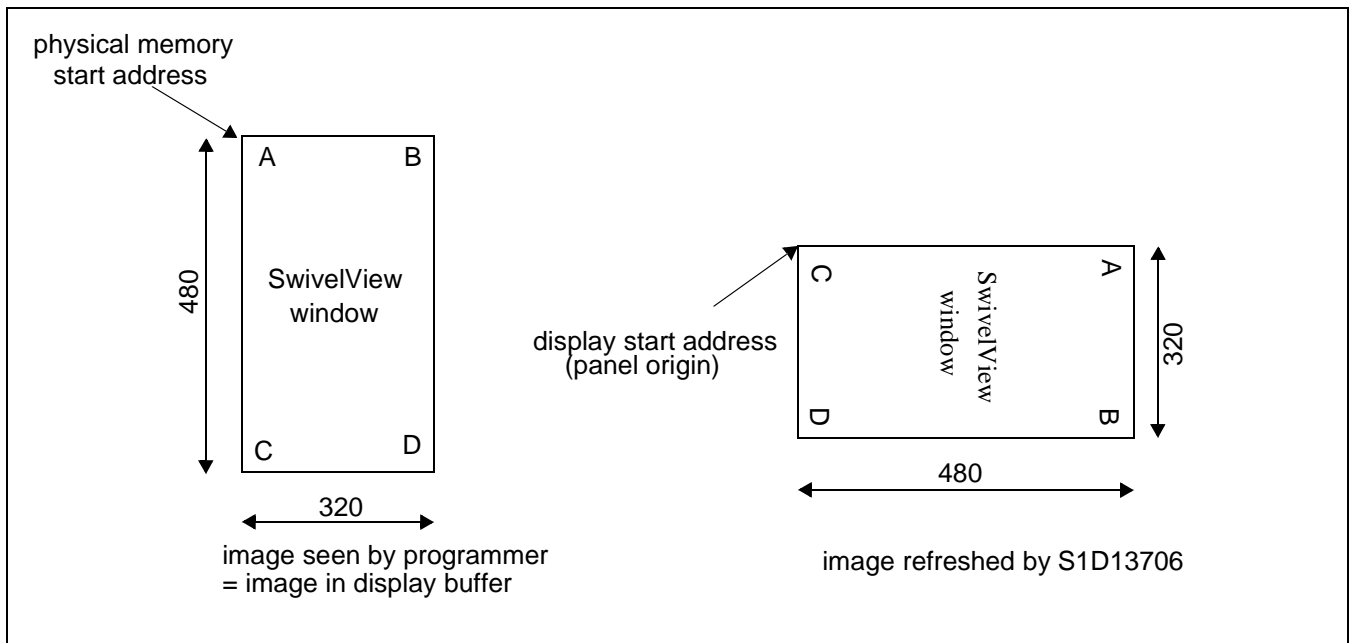 physical memory
start address
A
B
480
SwivelView
window
C
D
320
image seen by programmer
= image in display buffer
display start address
(panel origin)
C
A
SwivelView
window
D
B
320
480
image refreshed by S1D13706